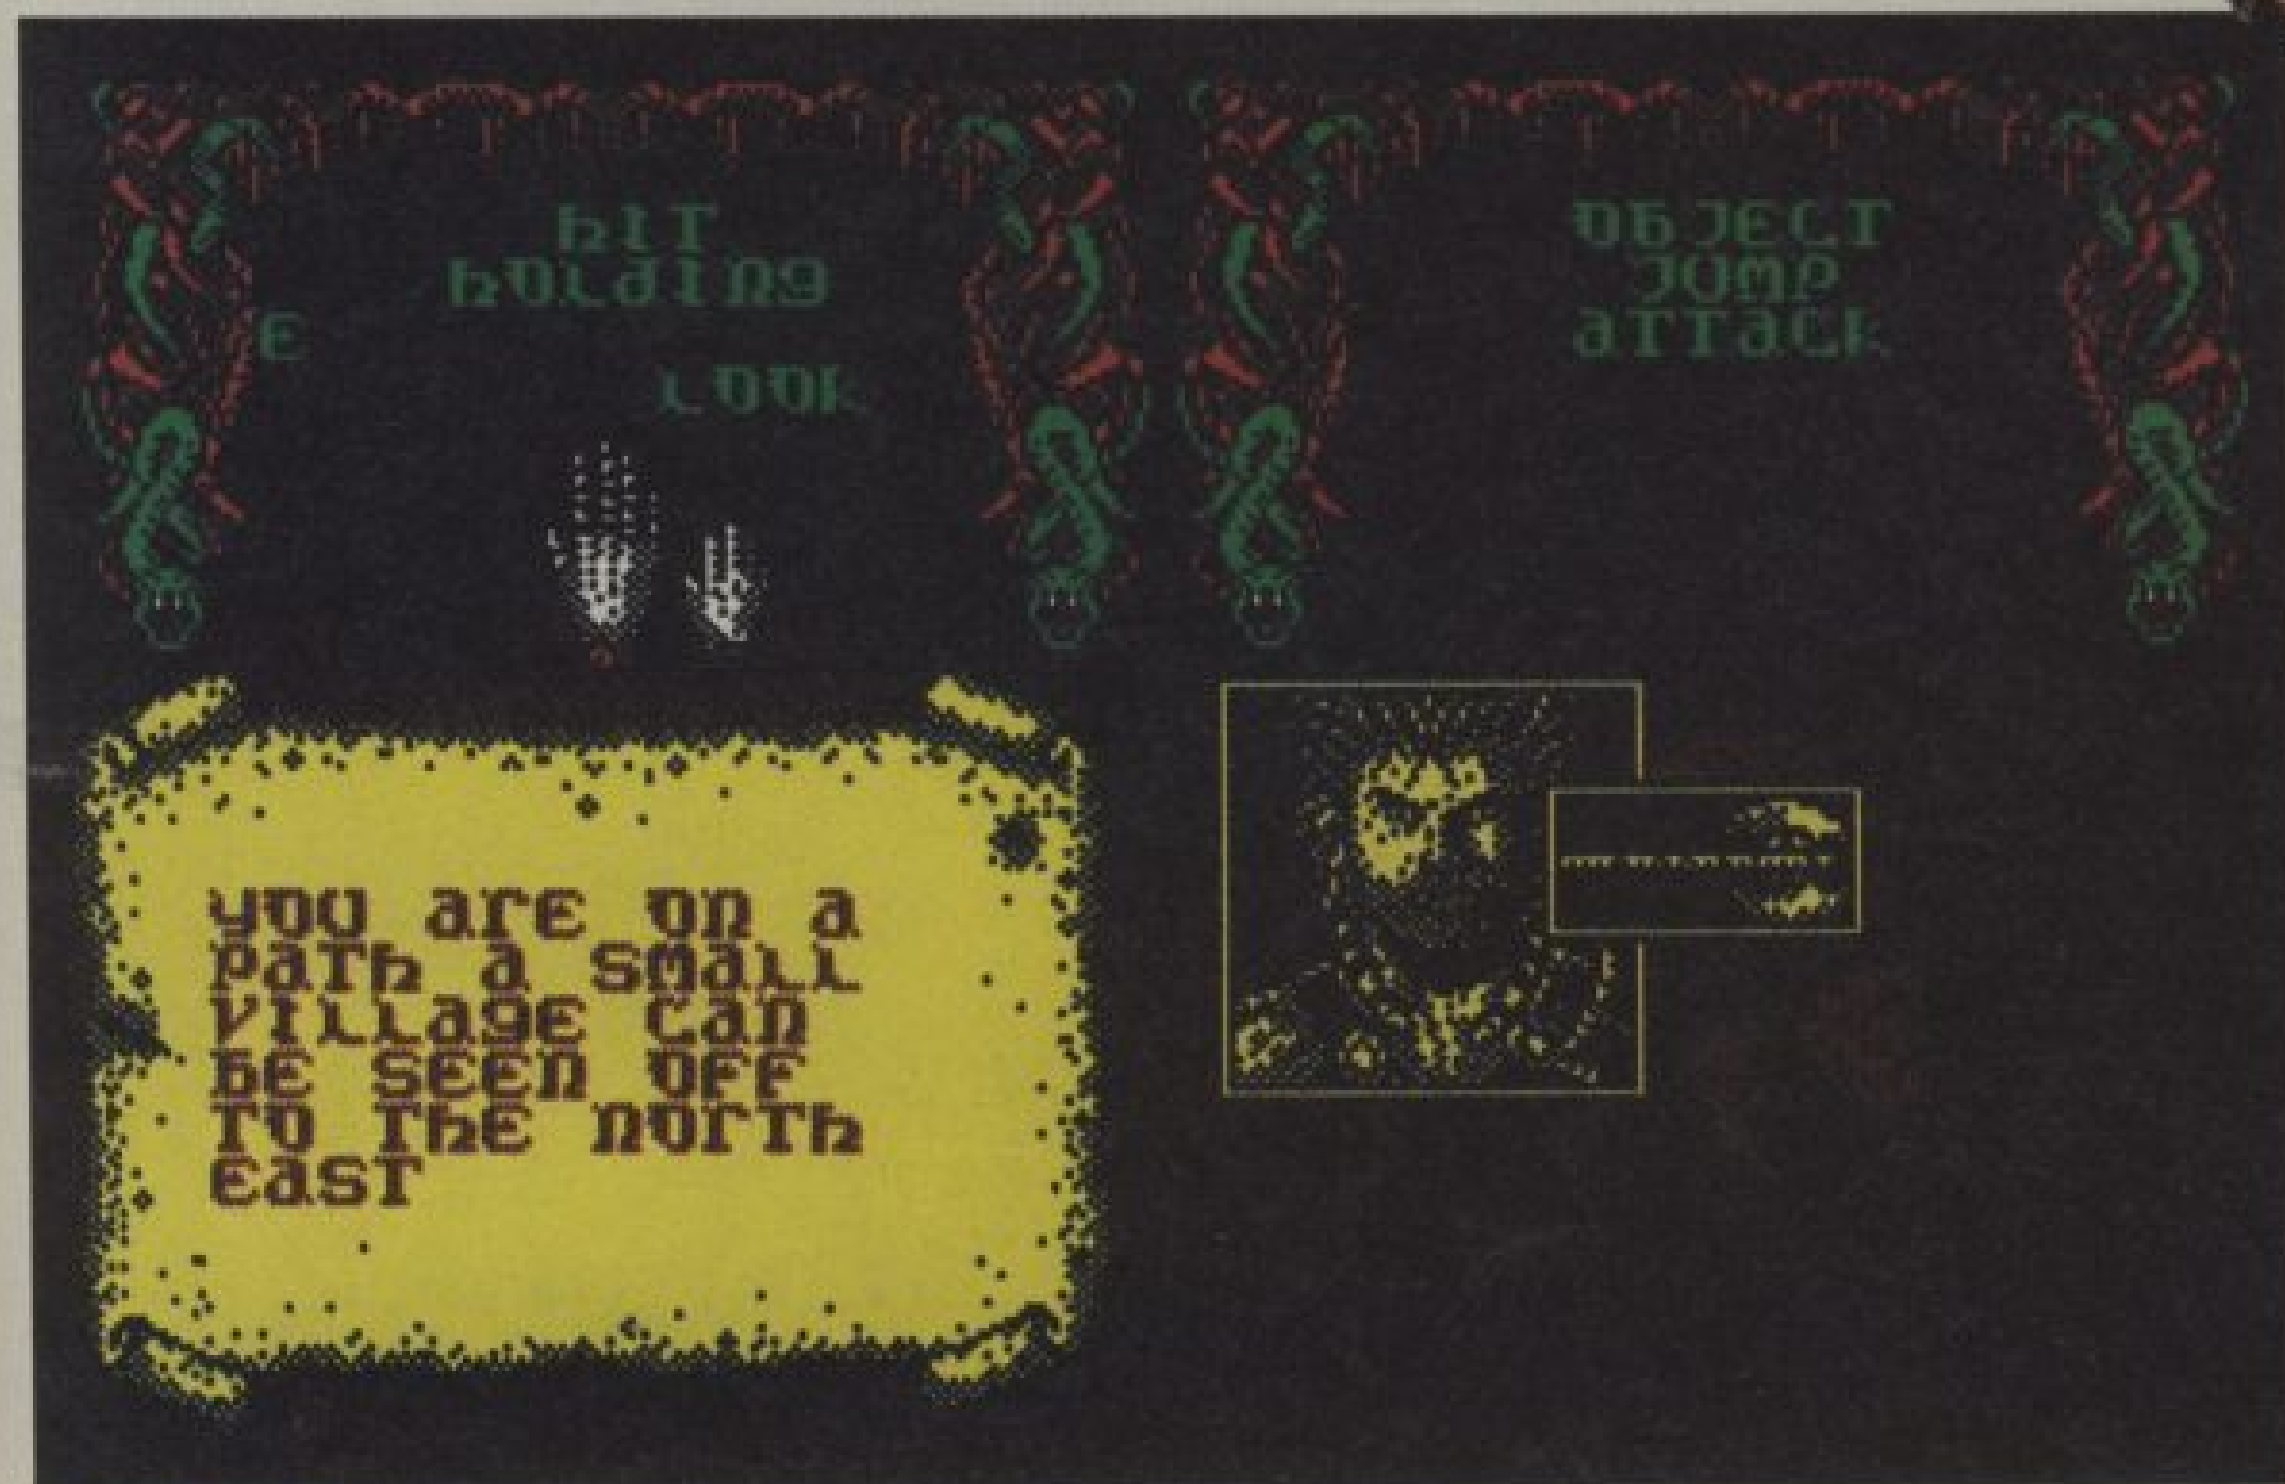 hIT
hOLdINg
E
LOOK
OBJECT
JUMP
aTTaCK
yOU arE ON a
PaTh a SMaLL
VILLagE CaN
bE SEEN OFF
TO ThE NOrTh
EaST